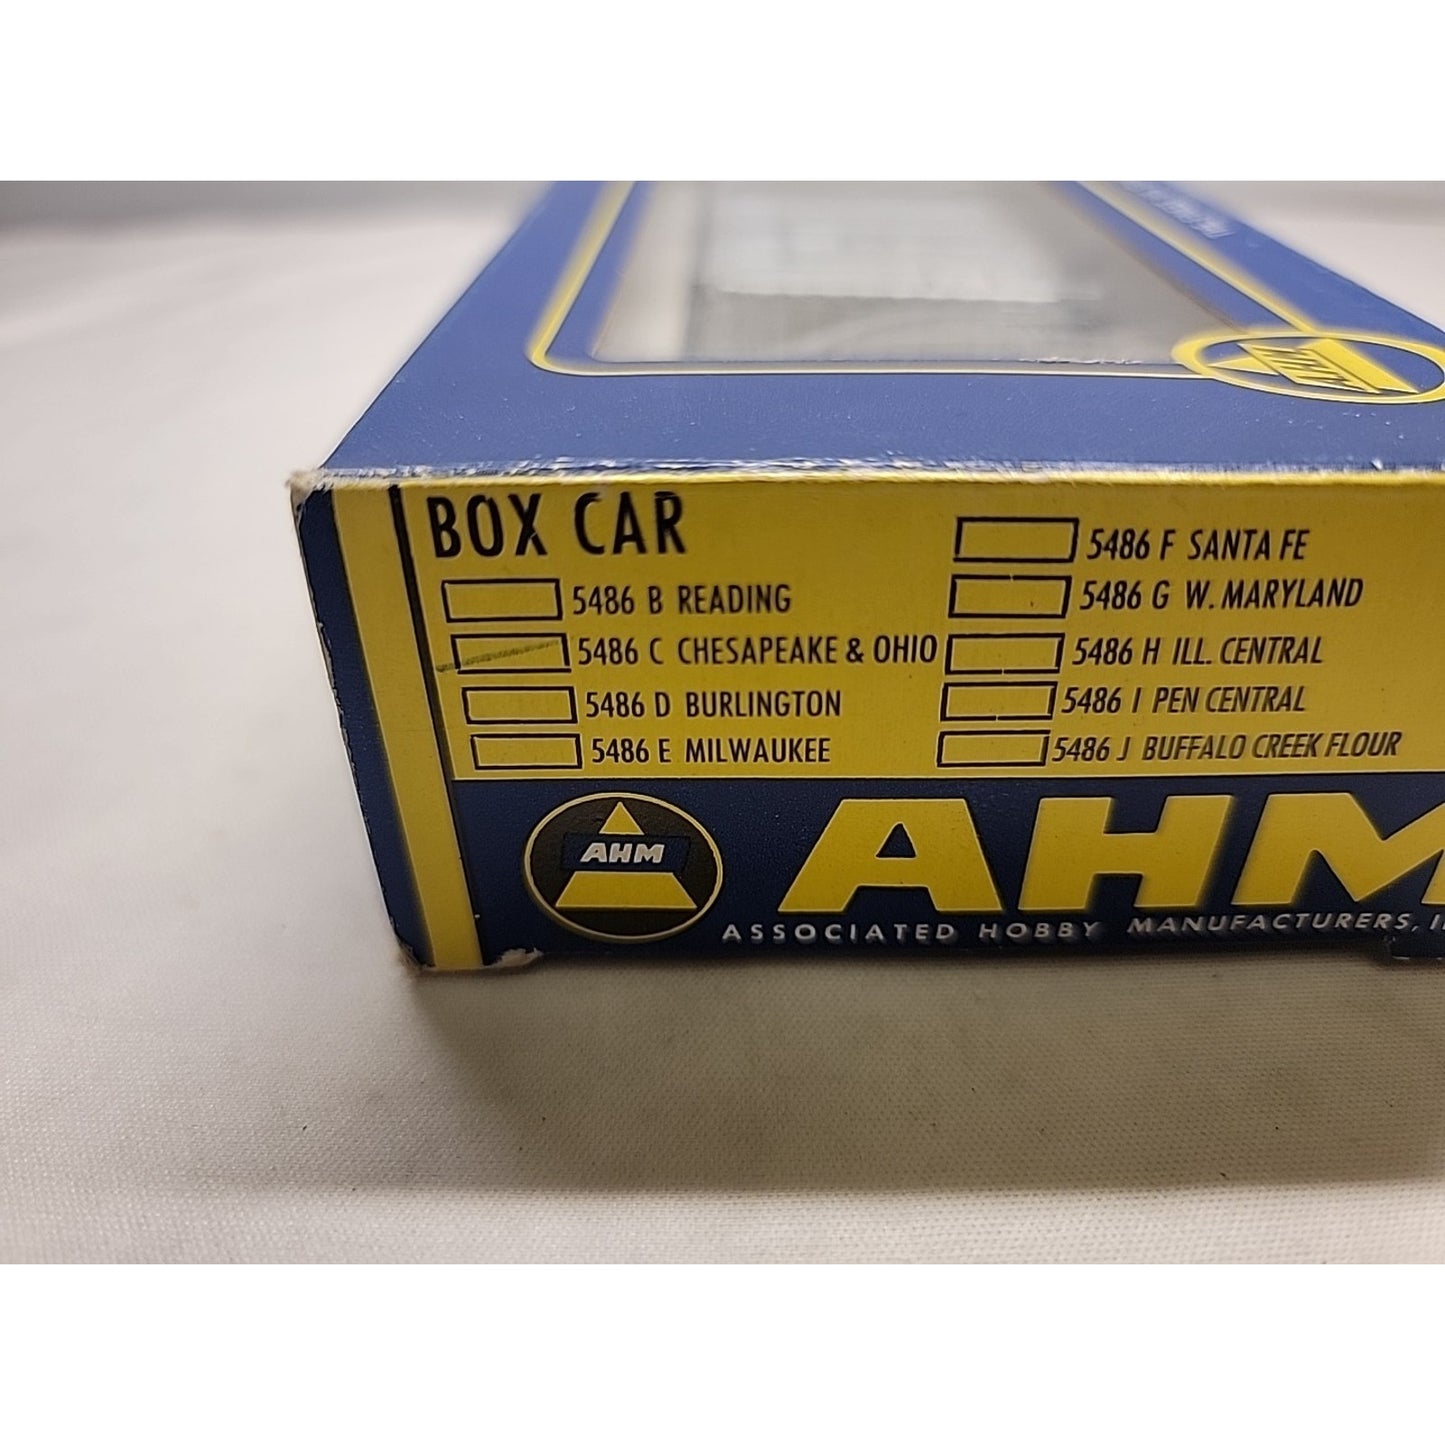 BOX CAR
5486 B READING
5486 C CHESAPEAKE & OHIO
5486 D BURLINGTON
5486 E MILWAUKEE
5486 F SANTA FE
5486 G W. MARYLAND
5486 H ILL. CENTRAL
5486 I PEN CENTRAL
5486 J BUFFALO CREEK FLOUR
AHM
AHM
ASSOCIATED HOBBY MANUFACTURERS,
AHM